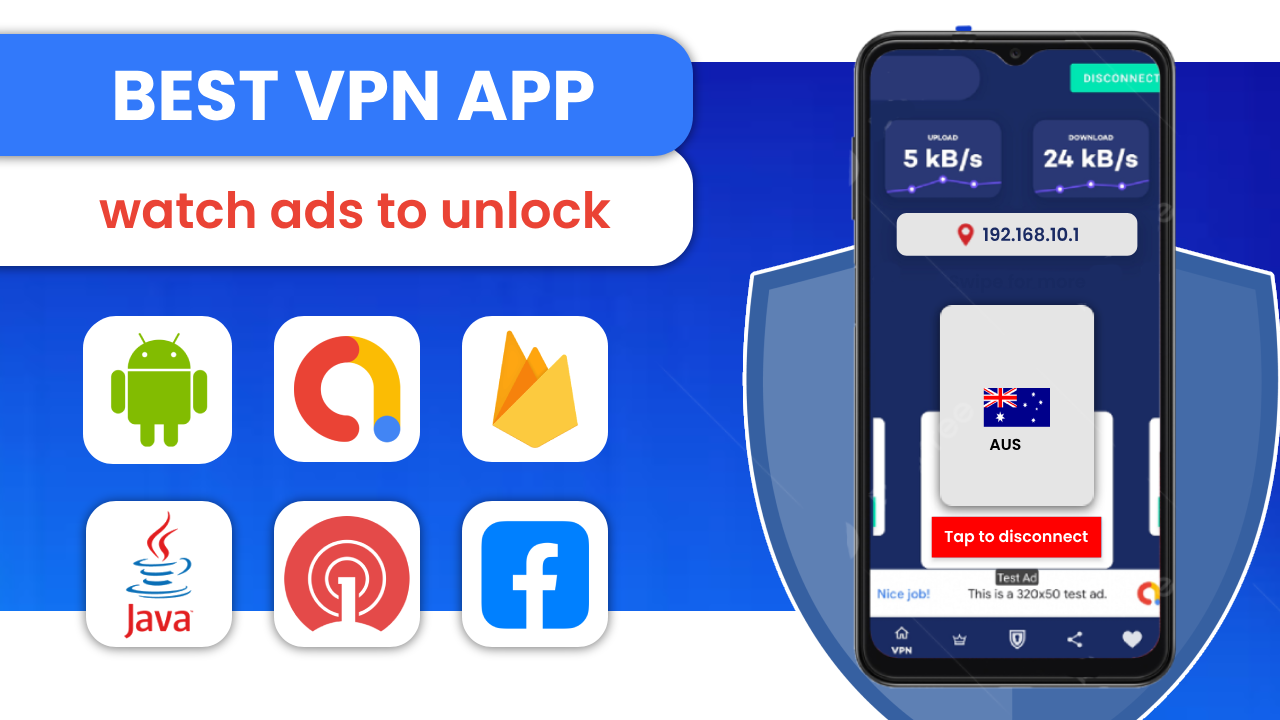 BEST VPN APP
watch ads to unlock
Java
DISCONNECT
UPLOAD
5 kB/s
DOWNLOAD
24 kB/s
192.168.10.1
AUS
Tap to disconnect
Test Ad
Nice job!
This is a 320x50 test ad.
VPN